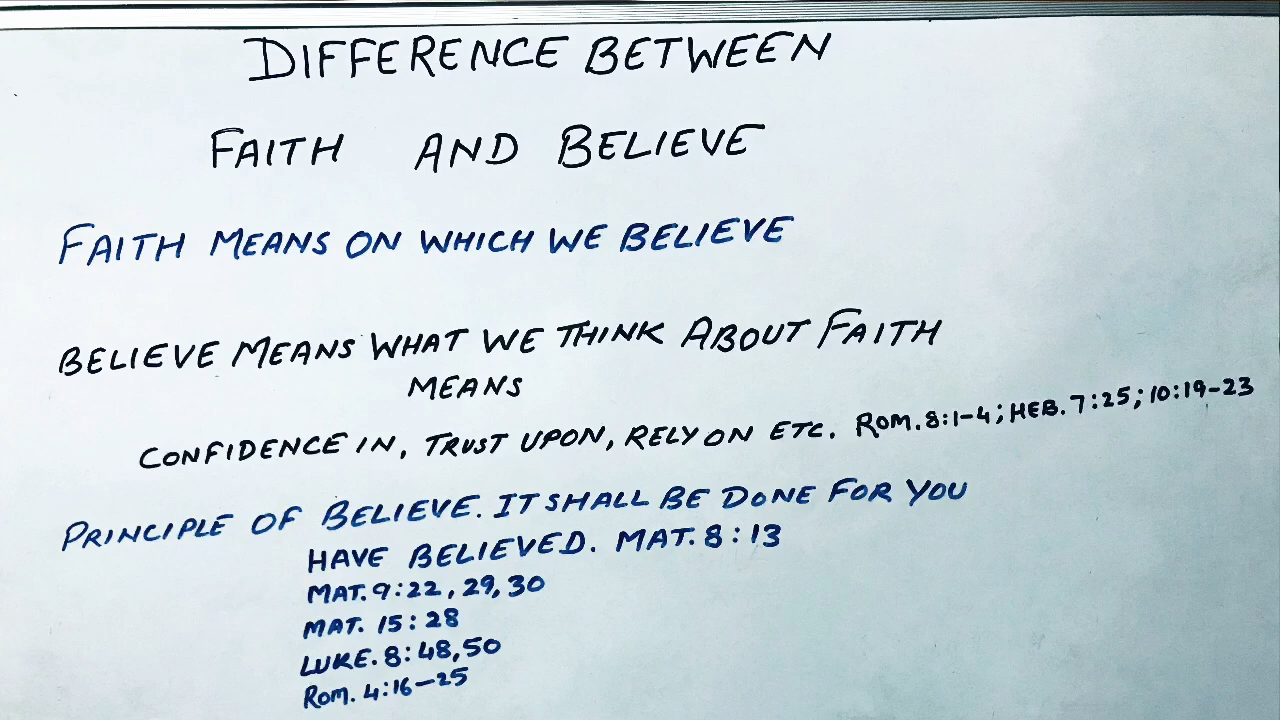 DIFFERENCE BETWEEN
FAITH AND BELIEVE
FAITH MEANS ON WHICH WE BELIEVE
BELIEVE MEANS WHAT WE THINK ABOUT FAITH
MEANS
CONFIDENCE IN, TRUST UPON, RELY ON ETC. ROM. 8:1-4; HEB. 7:25; 10:19-23
PRINCIPLE OF BELIEVE. IT SHALL BE DONE FOR YOU
HAVE BELIEVED. MAT. 8:13
MAT. 9:22, 29, 30
MAT. 15:28
LUKE. 8:48,50
ROM. 4:16-25